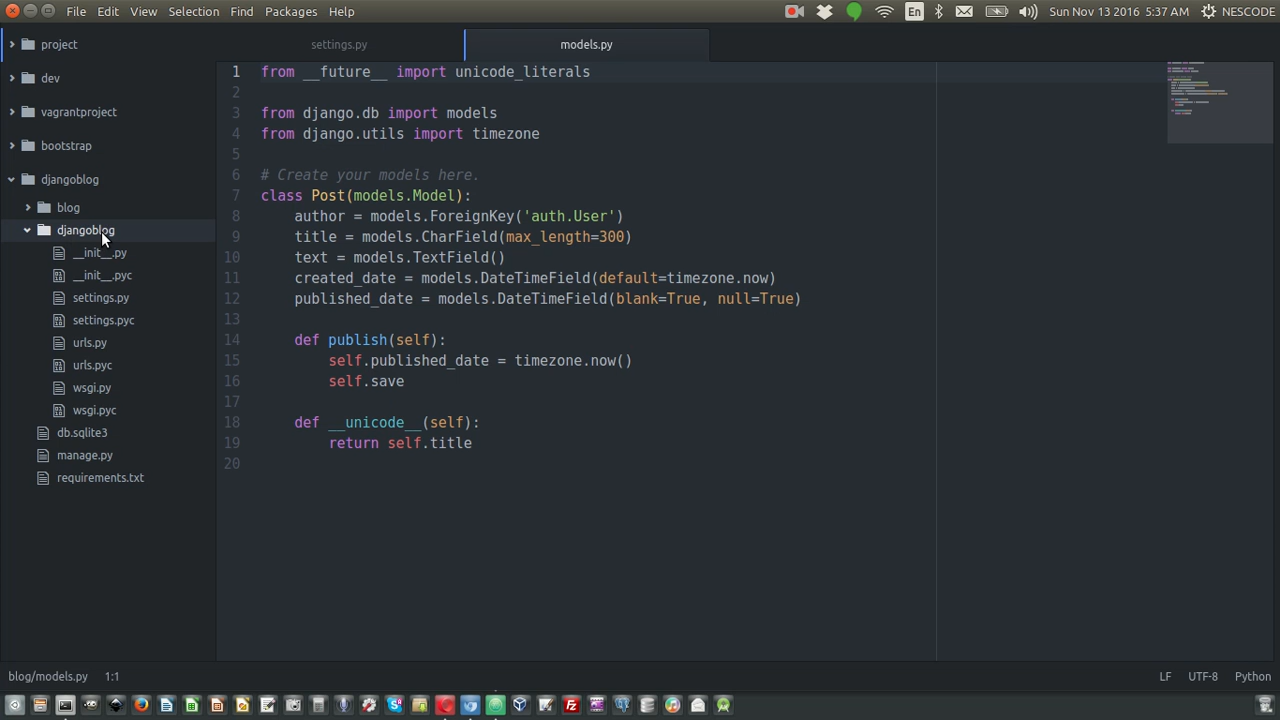 File Edit View Selection Find Packages Help
En
Sun Nov 13 2016 5:37 AM
NESCODE
project
dev
vagrantproject
bootstrap
djangoblog
blog
djangoblog
__init__.py
__init__.pyc
settings.py
settings.pyc
urls.py
urls.pyc
wsgi.py
wsgi.pyc
db.sqlite3
manage.py
requirements.txt
settings.py
models.py
1 from __future__ import unicode_literals
2
3 from django.db import models
4 from django.utils import timezone
5
6 # Create your models here.
7 class Post(models.Model):
8     author = models.ForeignKey('auth.User')
9     title = models.CharField(max_length=300)
10     text = models.TextField()
11     created_date = models.DateTimeField(default=timezone.now)
12     published_date = models.DateTimeField(blank=True, null=True)
13
14     def publish(self):
15         self.published_date = timezone.now()
16         self.save
17
18     def __unicode__(self):
19         return self.title
20
blog/models.py 1:1
LF UTF-8 Python